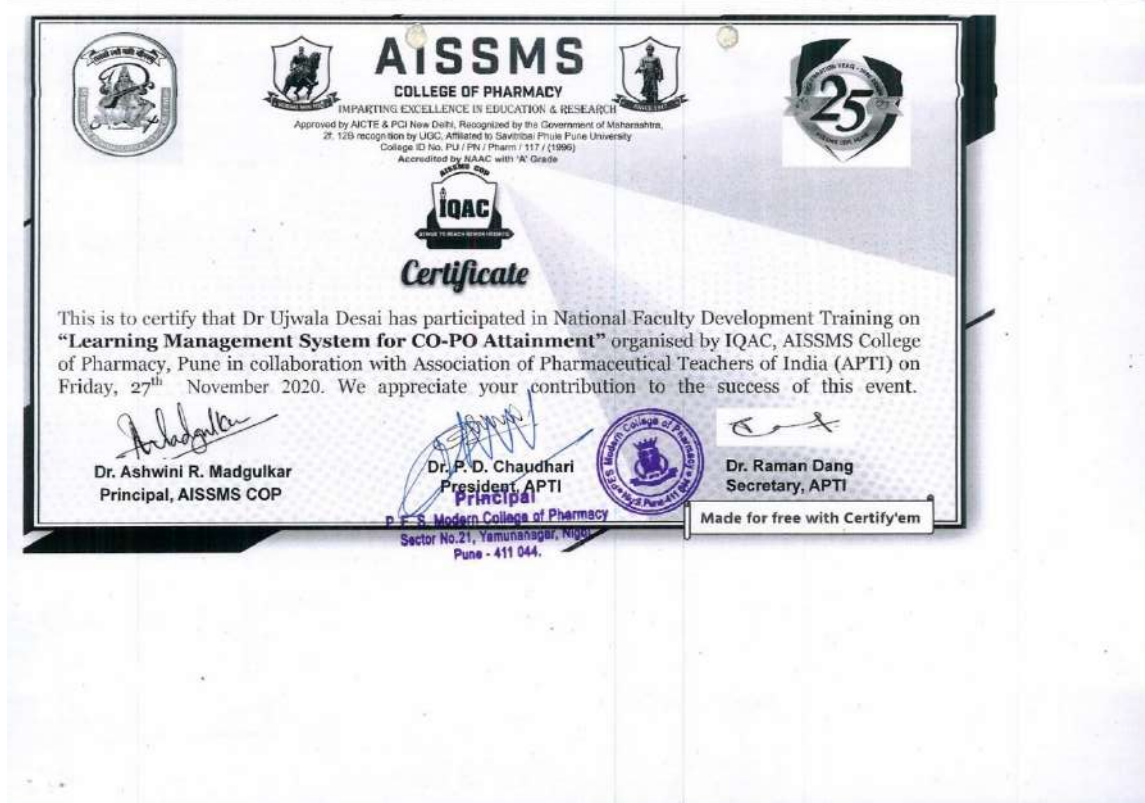 AISSMS
COLLEGE OF PHARMACY
IMPARTING EXCELLENCE IN EDUCATION & RESEARCH
Approved by AICTE & PCI New Delhi, Recognized by the Government of Maharashtra,
2f, 12B recognition by UGC, Affiliated to Savitribai Phule Pune University
College ID No. PU / PN / Pharm / 117 / (1996)
Accredited by NAAC with 'A' Grade
25
AISSMS COP
IQAC
Certificate
This is to certify that Dr Ujwala Desai has participated in National Faculty Development Training on
“Learning Management System for CO-PO Attainment” organised by IQAC, AISSMS College
of Pharmacy, Pune in collaboration with Association of Pharmaceutical Teachers of India (APTI) on
Friday, 27th November 2020. We appreciate your contribution to the success of this event.
Dr. Ashwini R. Madgulkar
Principal, AISSMS COP
Dr. P. D. Chaudhari
President, APTI
Dr. Raman Dang
Secretary, APTI
Principal
Modern College of Pharmacy
Sector No.21, Yamunanagar,
Pune - 411 044.
Modern College of Pharmacy
Made for free with Certify'em